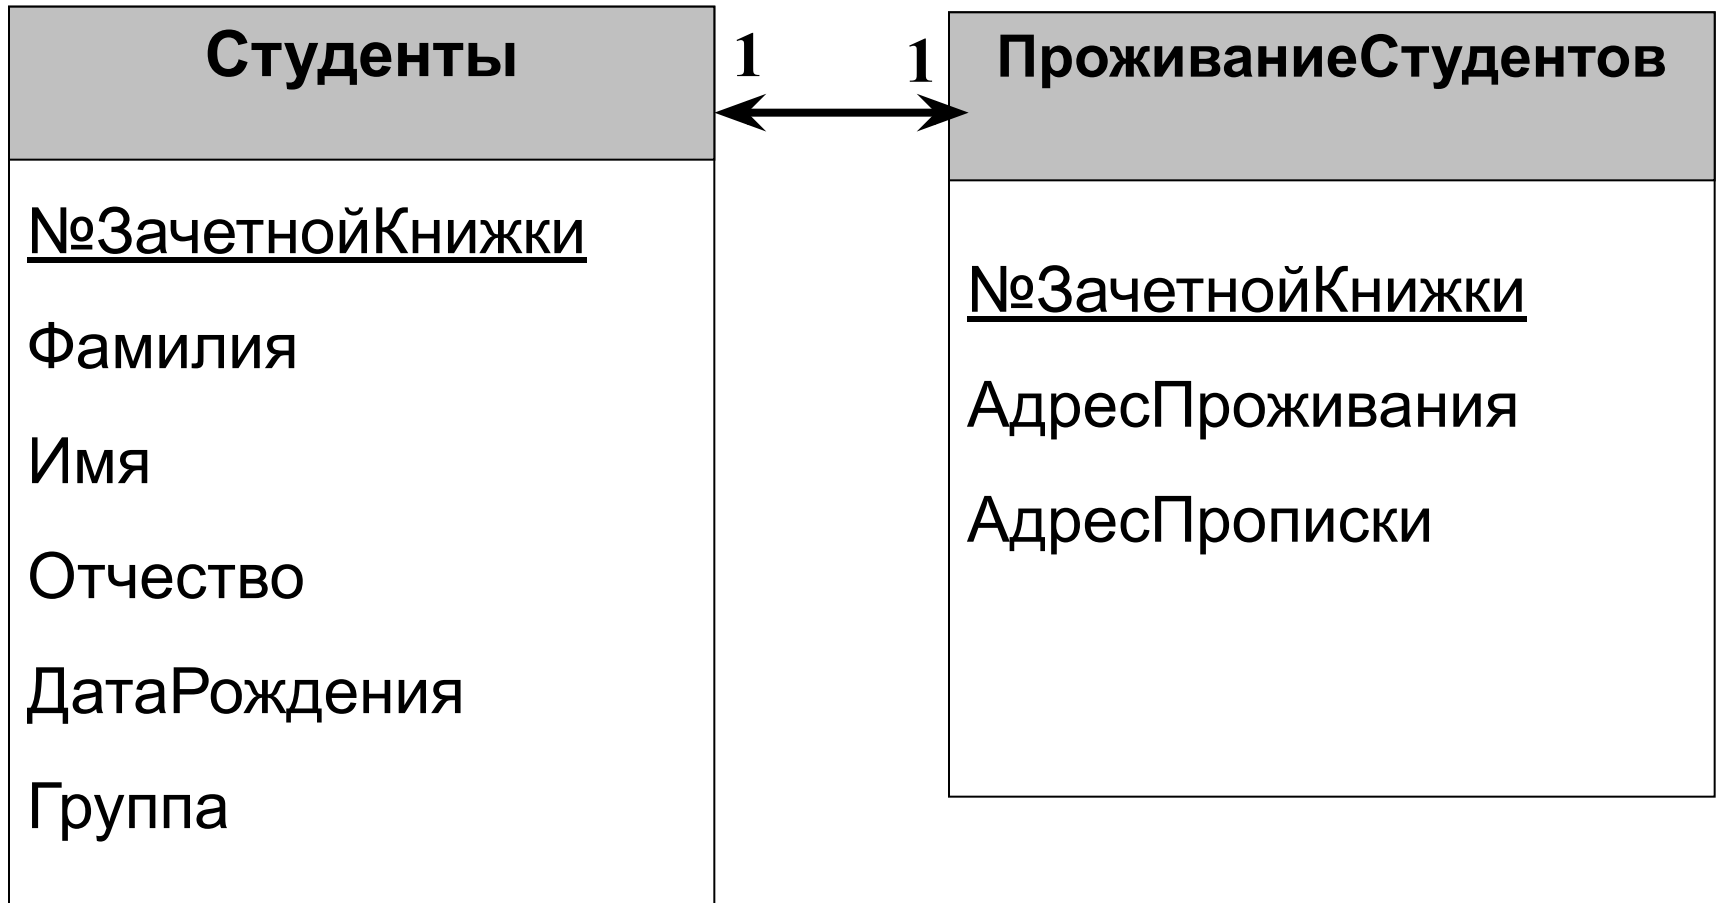 Студенты
№ЗачетнойКнижки
Фамилия
Имя
Отчество
ДатаРождения
Группа
1
1
ПроживаниеСтудентов
№ЗачетнойКнижки
АдресПроживания
АдресПрописки